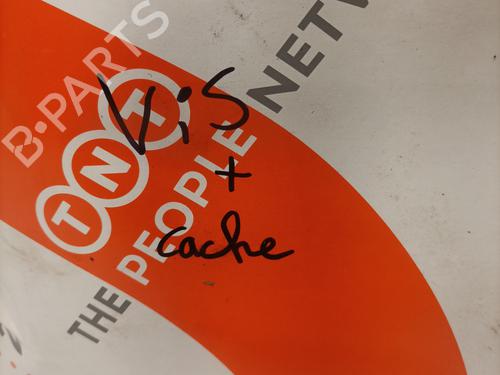 B-PARTS
TNT
THE PEOPLE NETW
Vis
+
cache